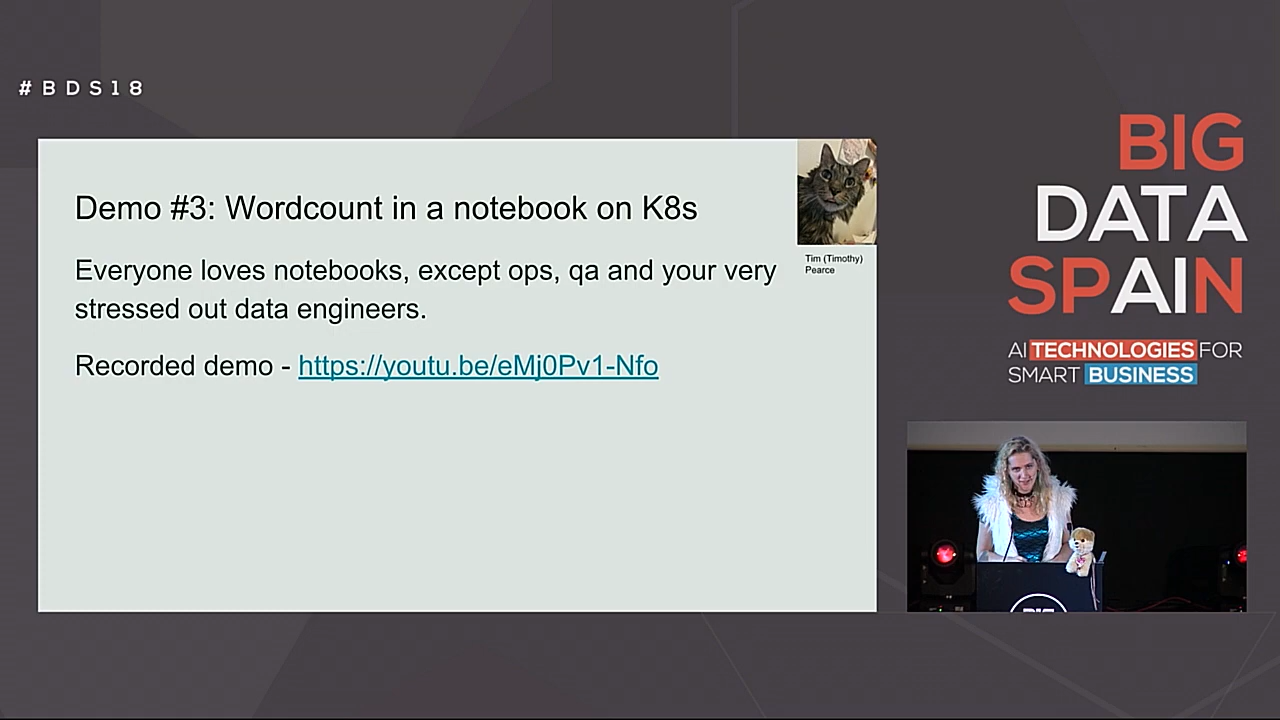 #BDS18
Demo #3: Wordcount in a notebook on K8s
Everyone loves notebooks, except ops, qa and your very
stressed out data engineers.
Recorded demo - https://youtu.be/eMj0Pv1-Nfo
Tim (Timothy)
Pearce
BIG
DATA
SPAIN
AI TECHNOLOGIES FOR
SMART BUSINESS
BIG